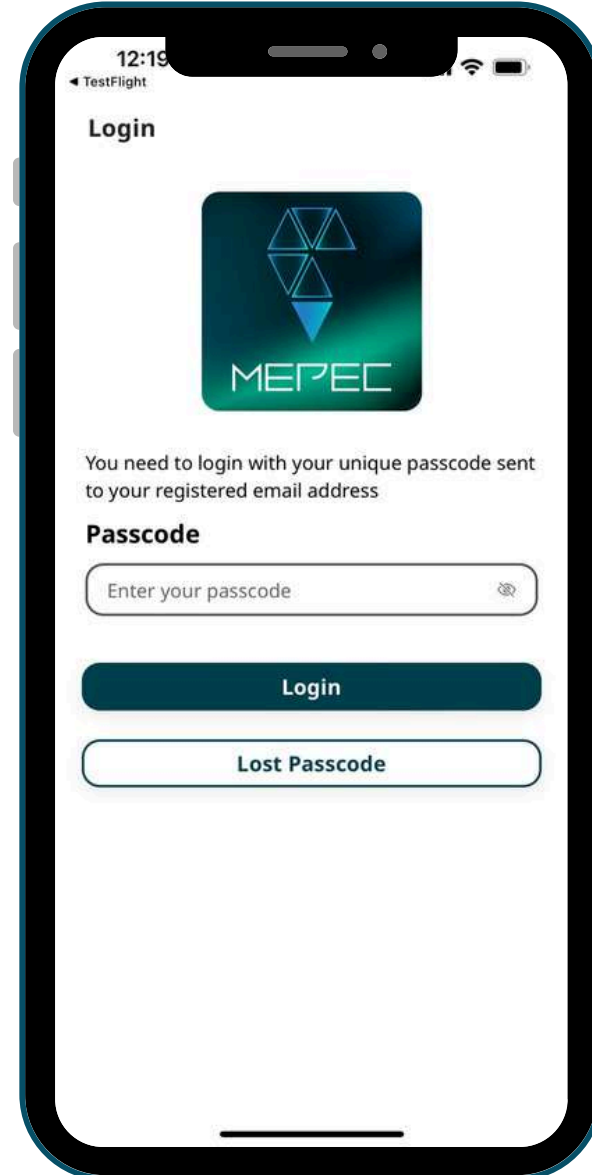 12:19
◀ TestFlight
Login
MEPEC
You need to login with your unique passcode sent
to your registered email address
Passcode
Enter your passcode
Login
Lost Passcode